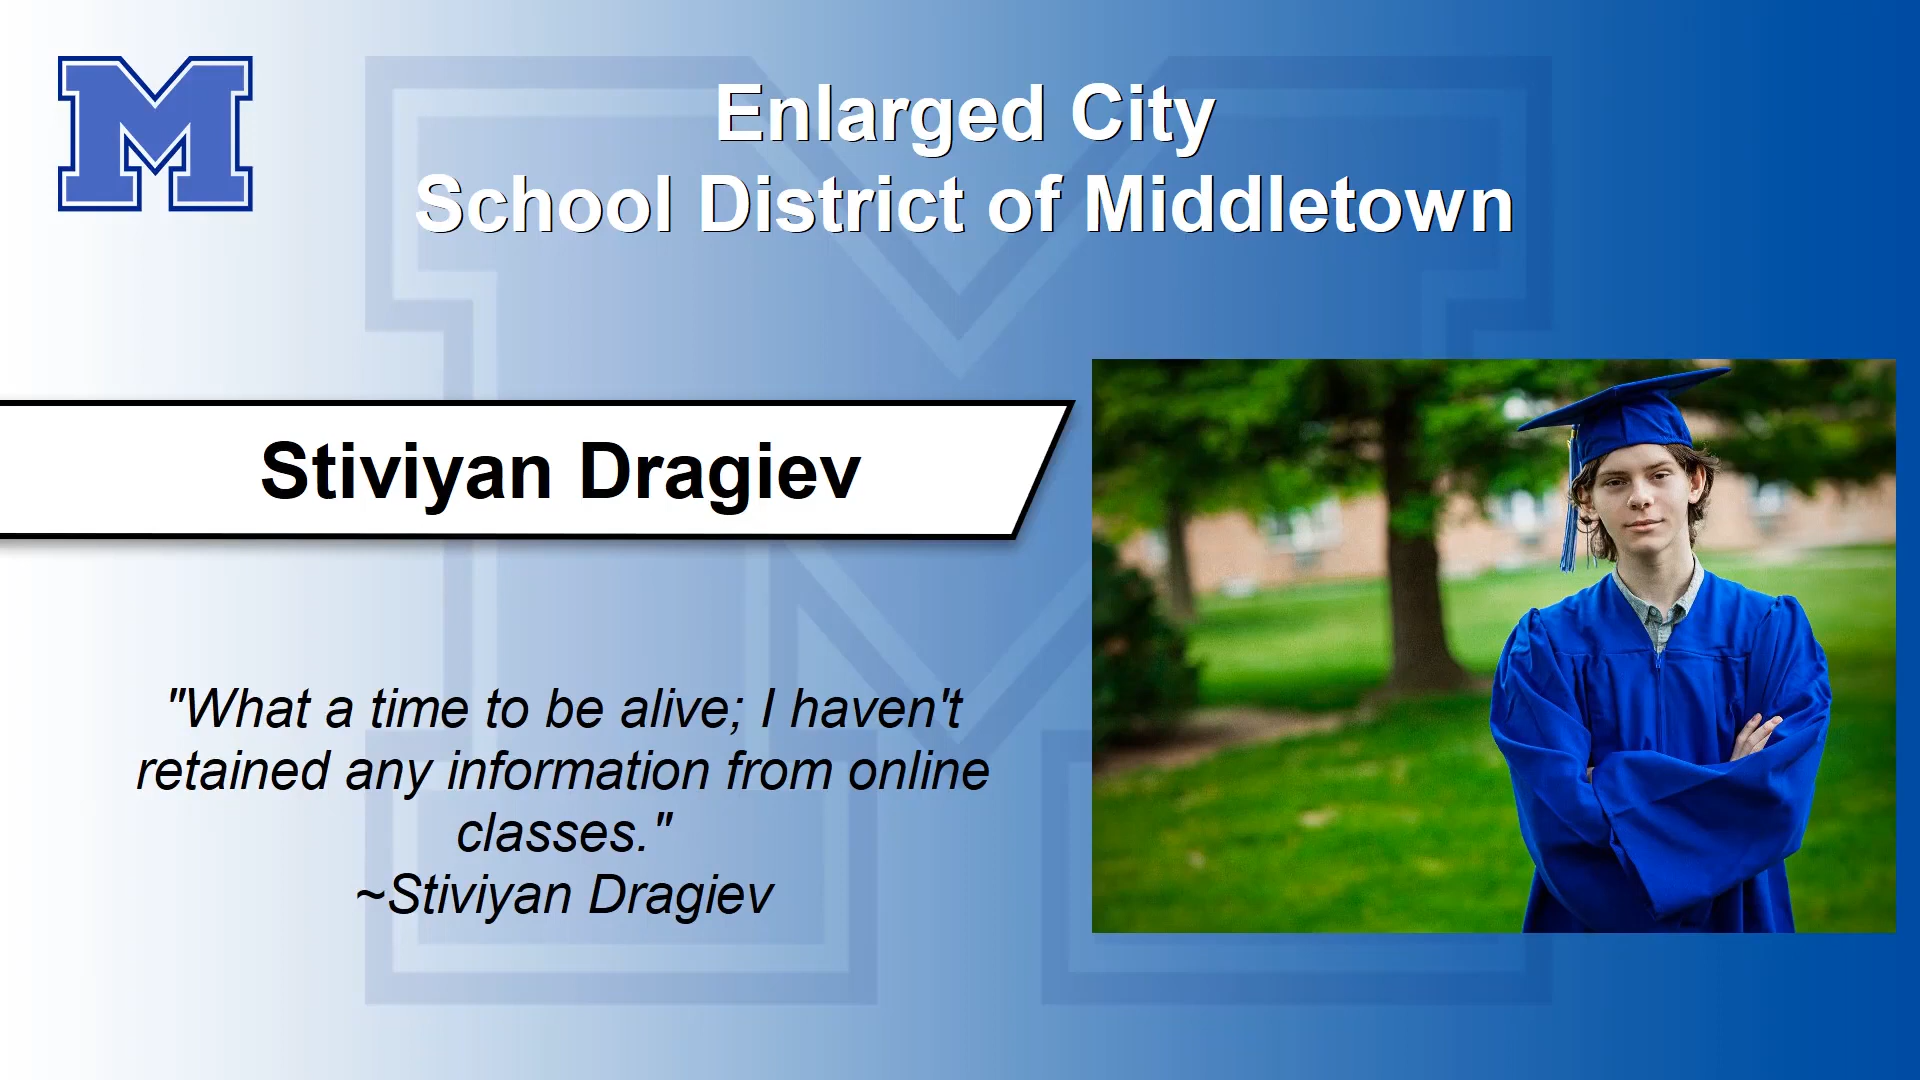 M
Enlarged City
School District of Middletown
Stiviyan Dragiev
"What a time to be alive; I haven't
retained any information from online
classes."
~Stiviyan Dragiev